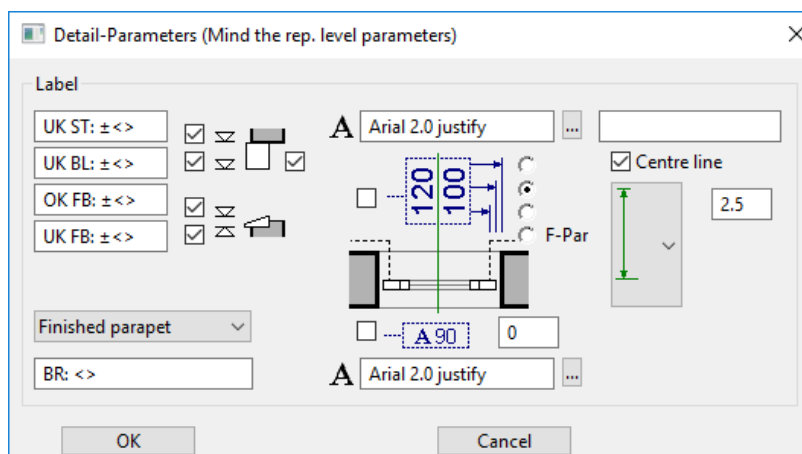 Detail-Parameters (Mind the rep. level parameters)
Label
UK ST: ±<>
A Arial 2.0 justify ...
UK BL: ±<>
Centre line
120
100
2.5
OK FB: ±<>
UK FB: ±<>
F-Par
Finished parapet
A 90
0
BR: <>
A Arial 2.0 justify ...
OK
Cancel